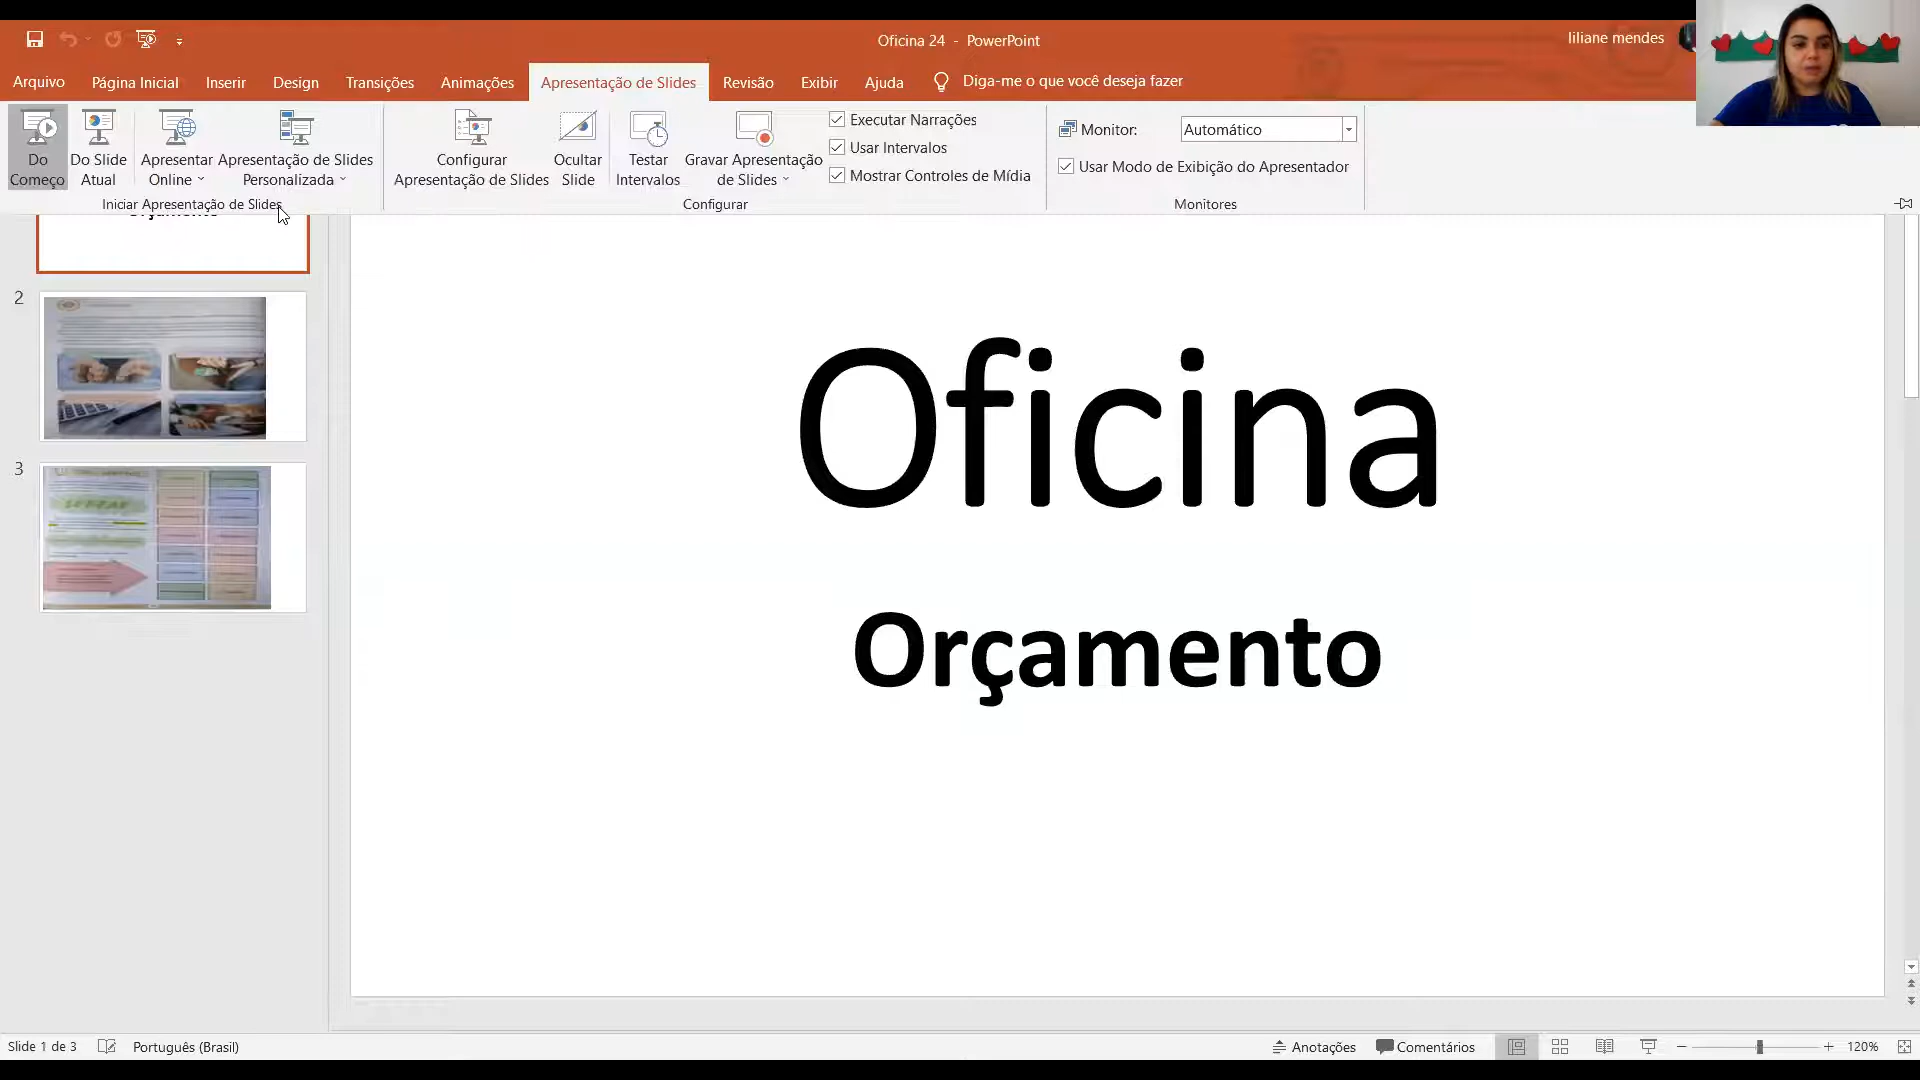 Oficina 24 - PowerPoint
liliane mendes
Arquivo Página Inicial Inserir Design Transições Animações Apresentação de Slides Revisão Exibir Ajuda Diga-me o que você deseja fazer
Do Começo
Do Slide Atual
Apresentar Online
Apresentação de Slides Personalizada
Iniciar Apresentação de Slides
Configurar Apresentação de Slides
Ocultar Slide
Testar Intervalos
Gravar Apresentação de Slides
Executar Narrações
Usar Intervalos
Mostrar Controles de Mídia
Configurar
Monitor: Automático
Usar Modo de Exibição do Apresentador
Monitores
2
3
Oficina
Orçamento
Slide 1 de 3 Português (Brasil) Anotações Comentários 120%